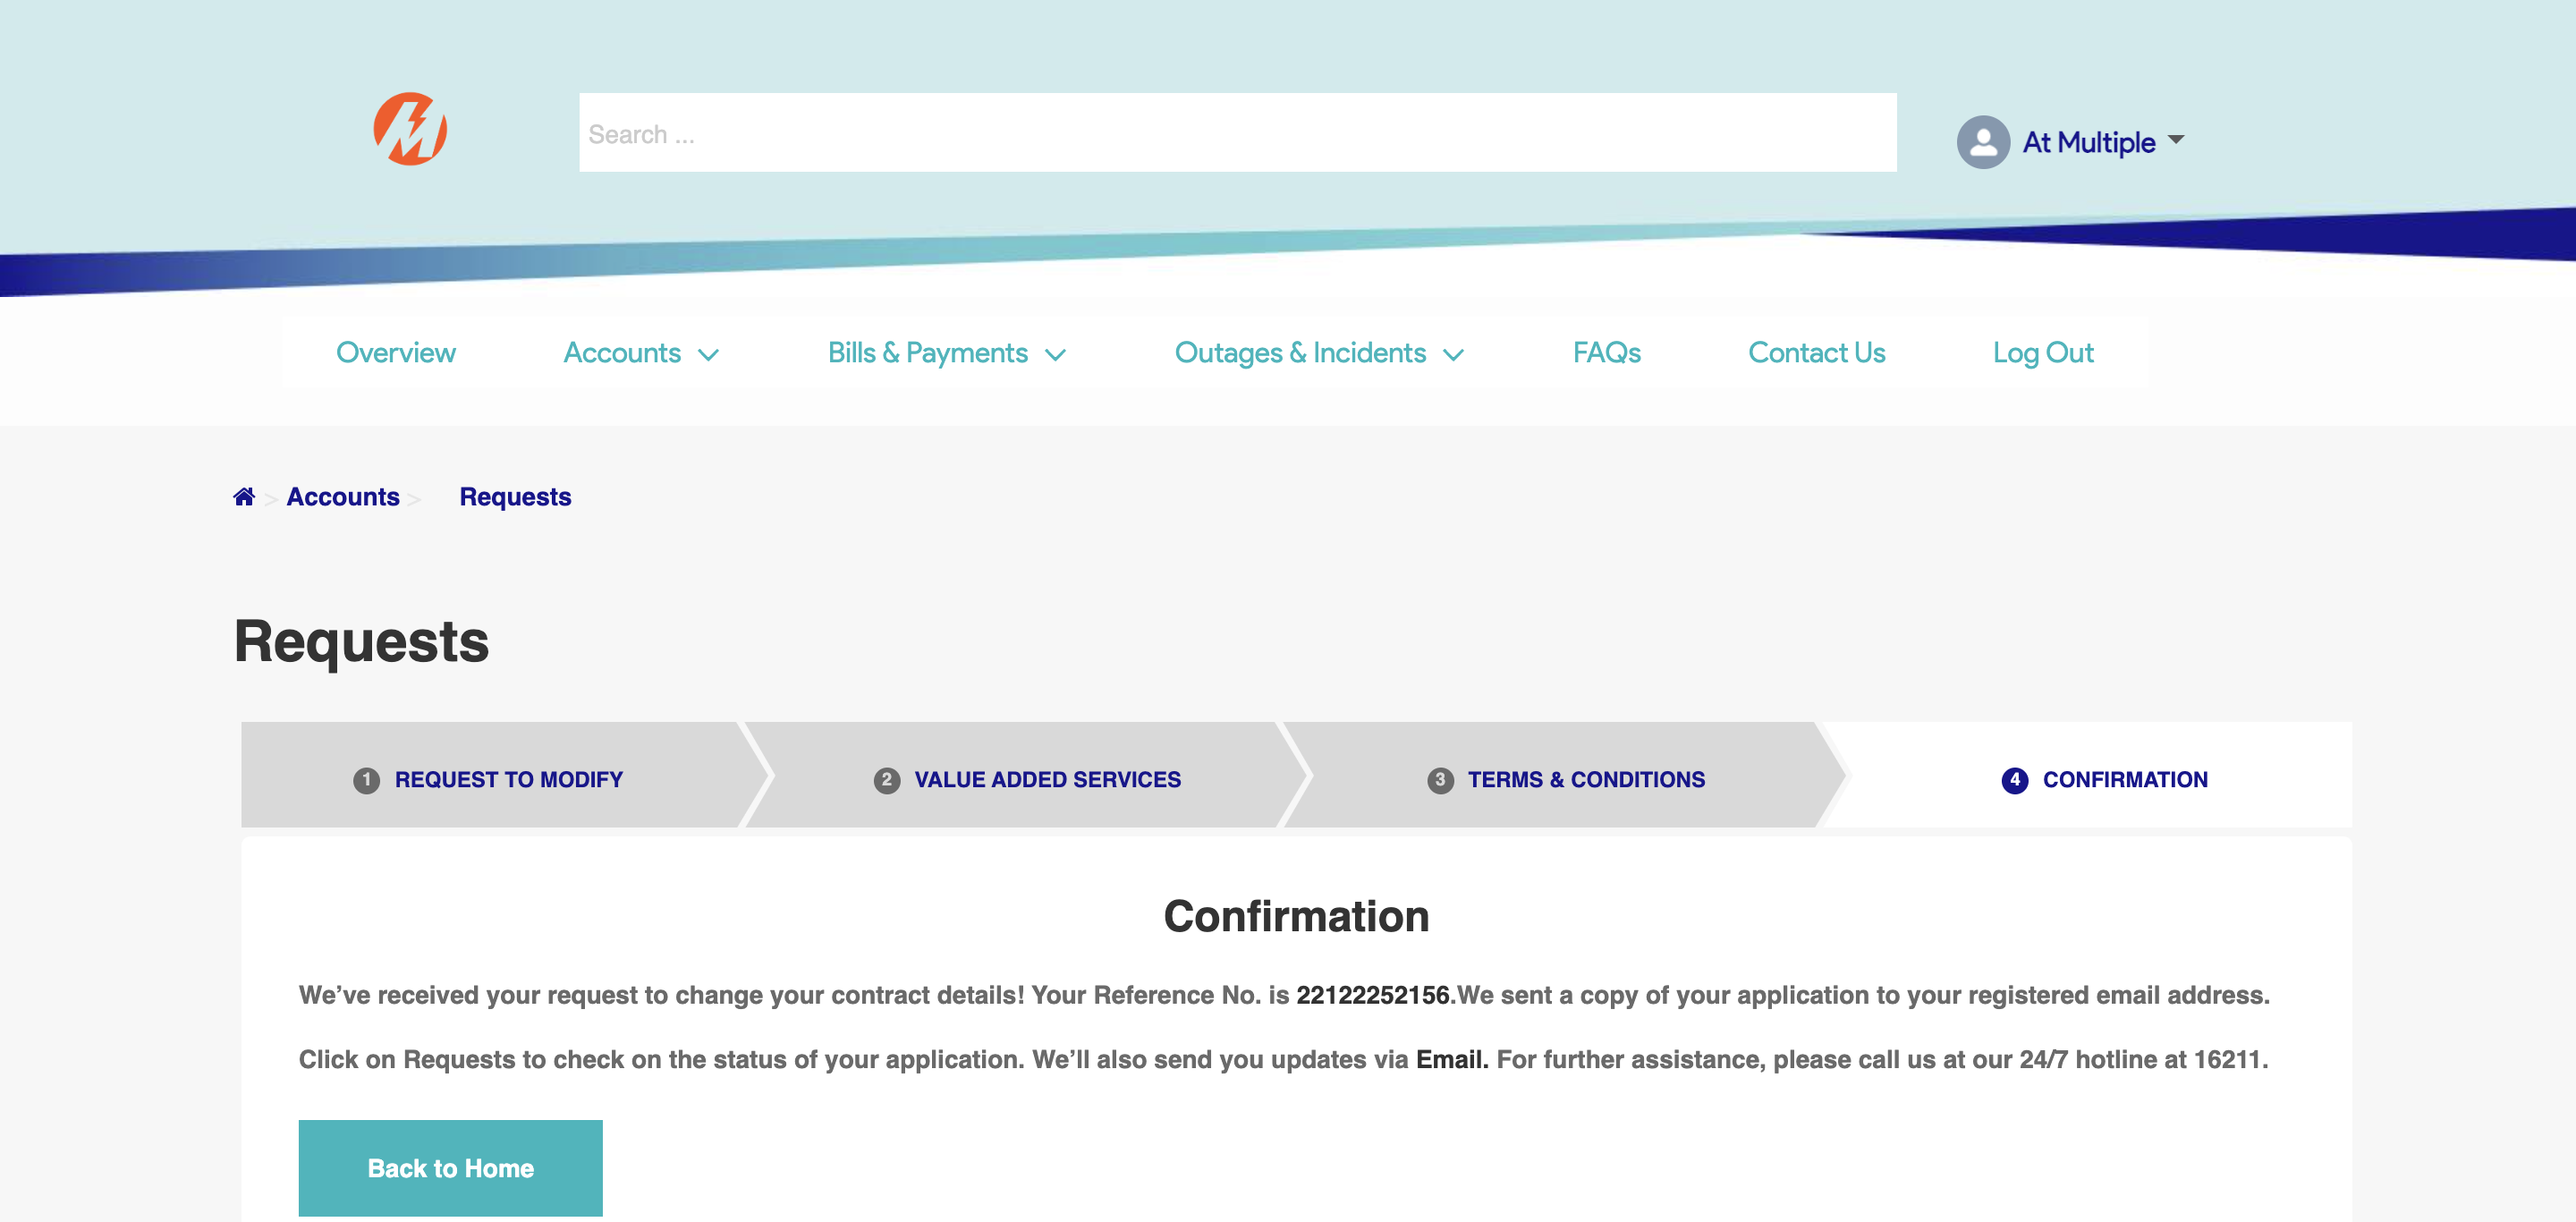 Search ...
At Multiple
Overview
Accounts
Bills & Payments
Outages & Incidents
FAQs
Contact Us
Log Out
> Accounts > Requests
Requests
1 REQUEST TO MODIFY
2 VALUE ADDED SERVICES
3 TERMS & CONDITIONS
4 CONFIRMATION
Confirmation
We’ve received your request to change your contract details! Your Reference No. is 22122252156.We sent a copy of your application to your registered email address.
Click on Requests to check on the status of your application. We’ll also send you updates via Email. For further assistance, please call us at our 24/7 hotline at 16211.
Back to Home